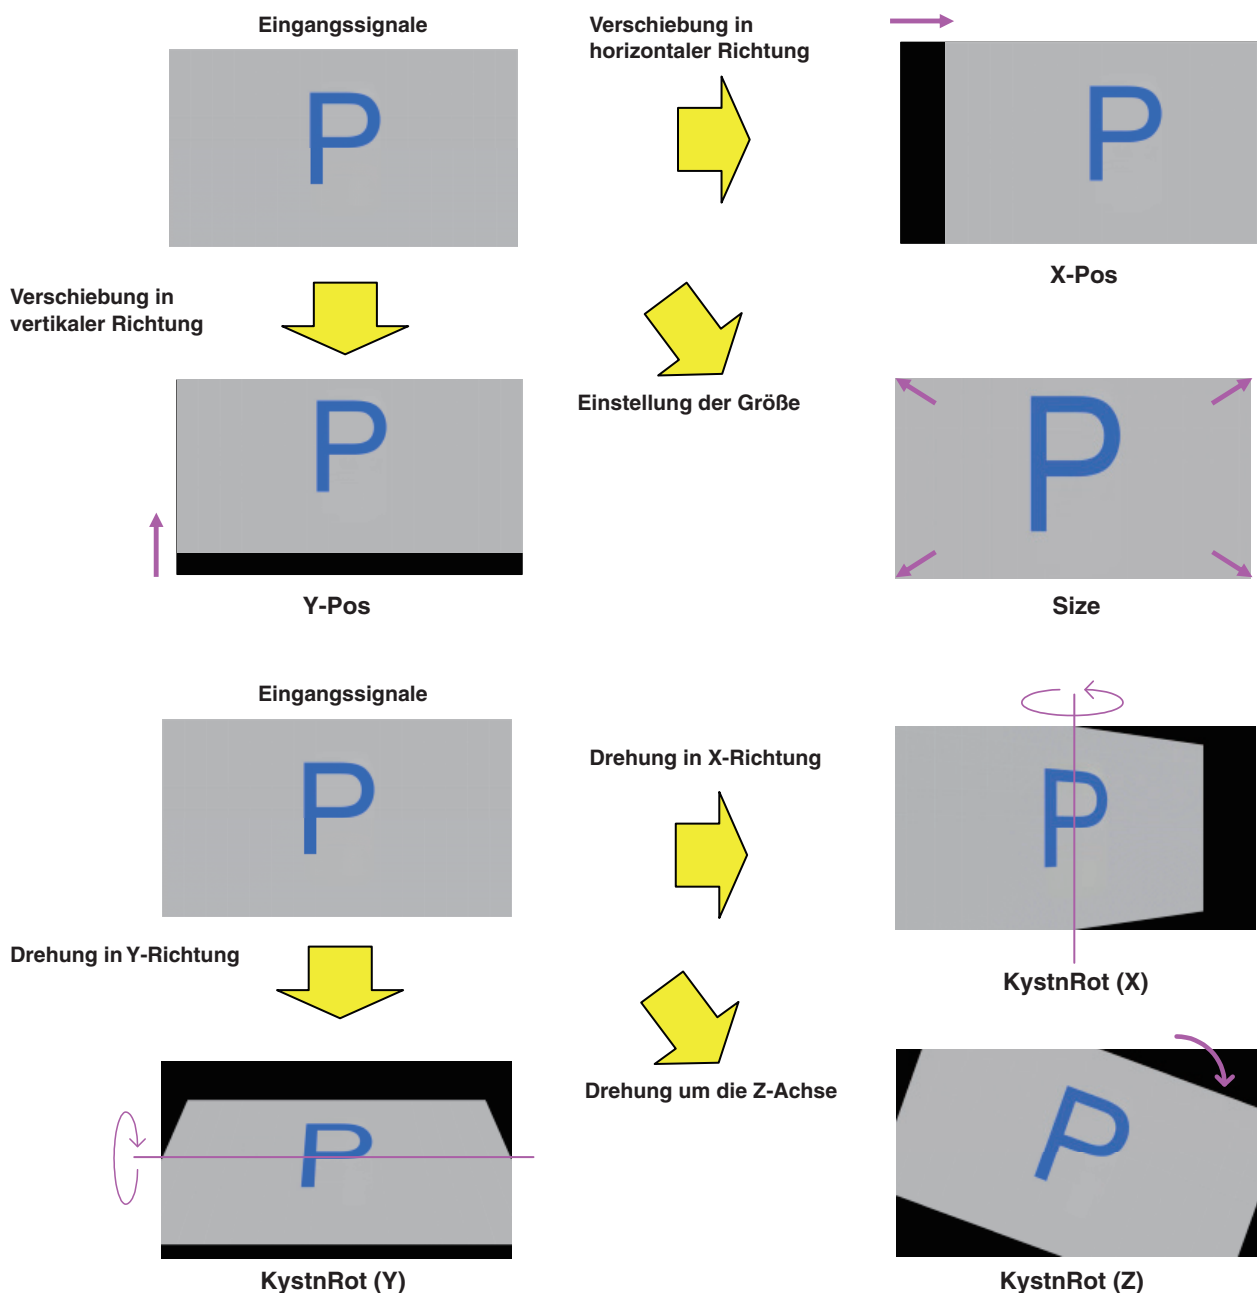 Eingangssignale
Verschiebung in
horizontaler Richtung
P
P
X-Pos
Verschiebung in
vertikaler Richtung
Einstellung der Größe
P
P
Y-Pos
Size
Eingangssignale
P
Drehung in X-Richtung
P
KystnRot (X)
Drehung in Y-Richtung
Drehung um die Z-Achse
P
P
KystnRot (Y)
KystnRot (Z)